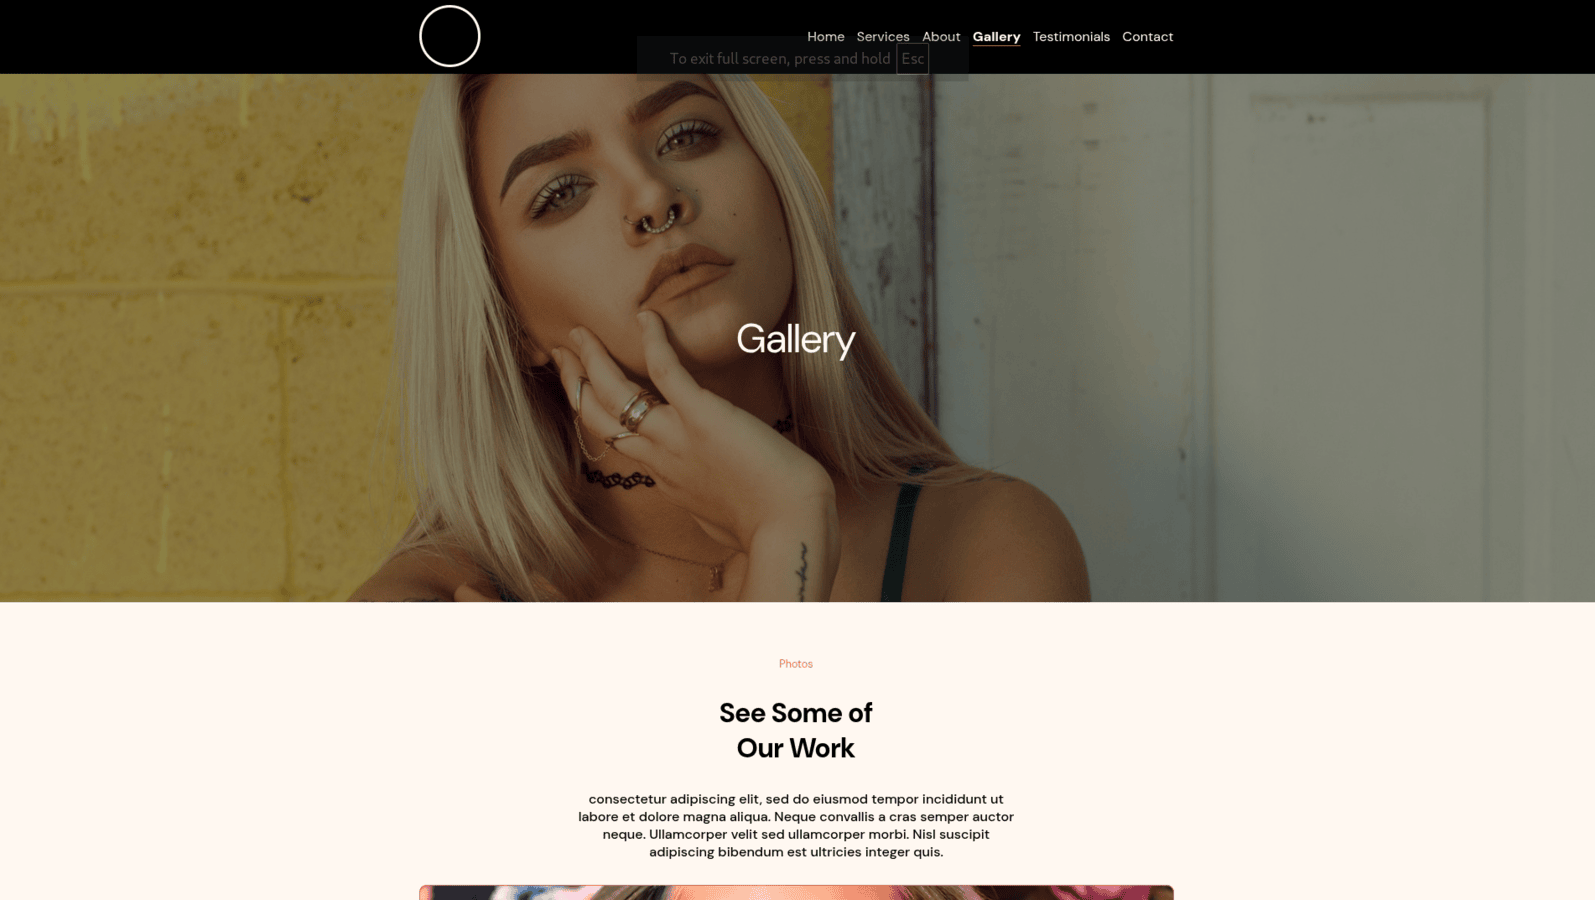 Home Services About Gallery Testimonials Contact
To exit full screen, press and hold Esc
Gallery
Photos
See Some of
Our Work
consectetur adipiscing elit, sed do eiusmod tempor incididunt ut
labore et dolore magna aliqua. Neque convallis a cras semper auctor
neque. Ullamcorper velit sed ullamcorper morbi. Nisl suscipit
adipiscing bibendum est ultricies integer quis.